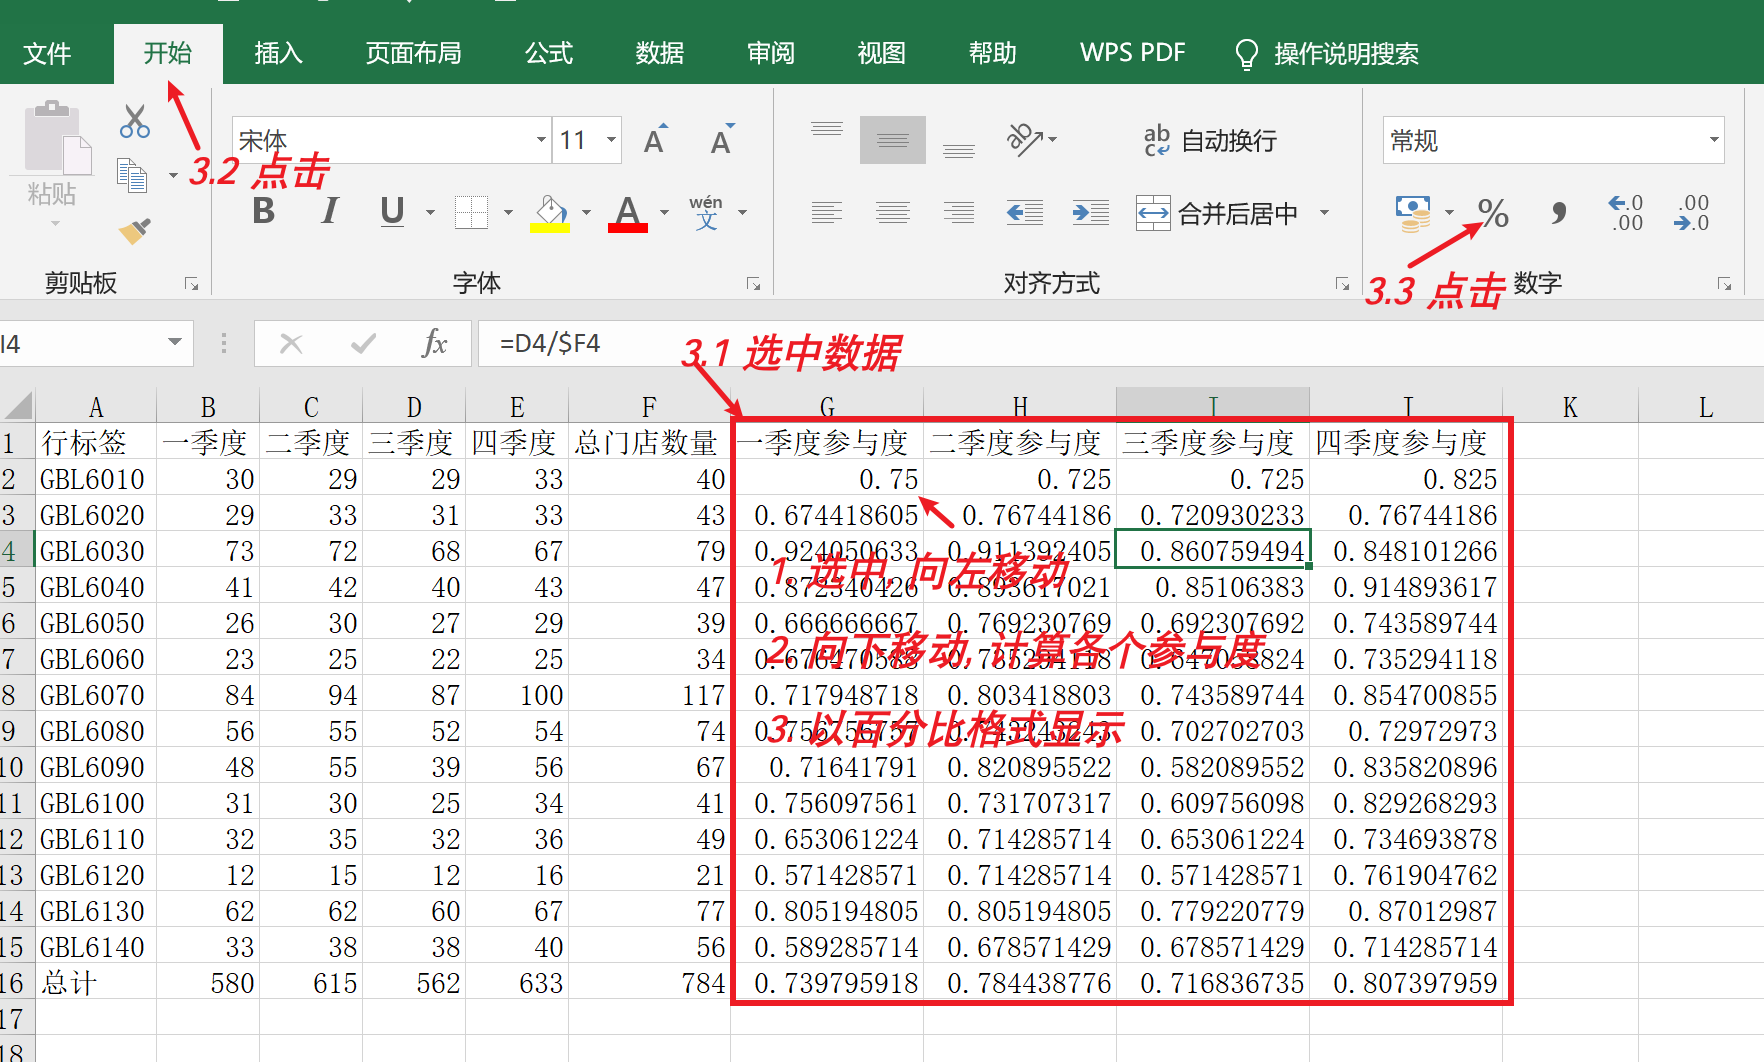 文件 开始 插入 页面布局 公式 数据 审阅 视图 帮助 WPS PDF 操作说明搜索
宋体 11 A A ab 自动换行 常规
粘贴 B I U A wén 文 合并后居中 % , .0 .00 .00 .0
剪贴板 字体 对齐方式 数字
3.2 点击
3.3 点击
I4 fx =D4/$F4
3.1 选中数据
A B C D E F G H I J K L
1 行标签 一季度 二季度 三季度 四季度 总门店数量 一季度参与度 二季度参与度 三季度参与度 四季度参与度
2 GBL6010 30 29 29 33 40 0.75 0.725 0.725 0.825
3 GBL6020 29 33 31 33 43 0.674418605 0.76744186 0.720930233 0.76744186
4 GBL6030 73 72 68 67 79 0.924050633 0.911392405 0.860759494 0.848101266
1. 选中, 向左移动
5 GBL6040 41 42 40 43 47 0.872340426 0.893617021 0.85106383 0.914893617
6 GBL6050 26 30 27 29 39 0.666666667 0.769230769 0.692307692 0.743589744
2. 向下移动, 计算各个参与度
7 GBL6060 23 25 22 25 34 0.676470588 0.735294118 0.647058824 0.735294118
8 GBL6070 84 94 87 100 117 0.717948718 0.803418803 0.743589744 0.854700855
3. 以百分比格式显示
9 GBL6080 56 55 52 54 74 0.756756757 0.743243243 0.702702703 0.72972973
10 GBL6090 48 55 39 56 67 0.71641791 0.820895522 0.582089552 0.835820896
11 GBL6100 31 30 25 34 41 0.756097561 0.731707317 0.609756098 0.829268293
12 GBL6110 32 35 32 36 49 0.653061224 0.714285714 0.653061224 0.734693878
13 GBL6120 12 15 12 16 21 0.571428571 0.714285714 0.571428571 0.761904762
14 GBL6130 62 62 60 67 77 0.805194805 0.805194805 0.779220779 0.87012987
15 GBL6140 33 38 38 40 56 0.589285714 0.678571429 0.678571429 0.714285714
16 总计 580 615 562 633 784 0.739795918 0.784438776 0.716836735 0.807397959
17
18